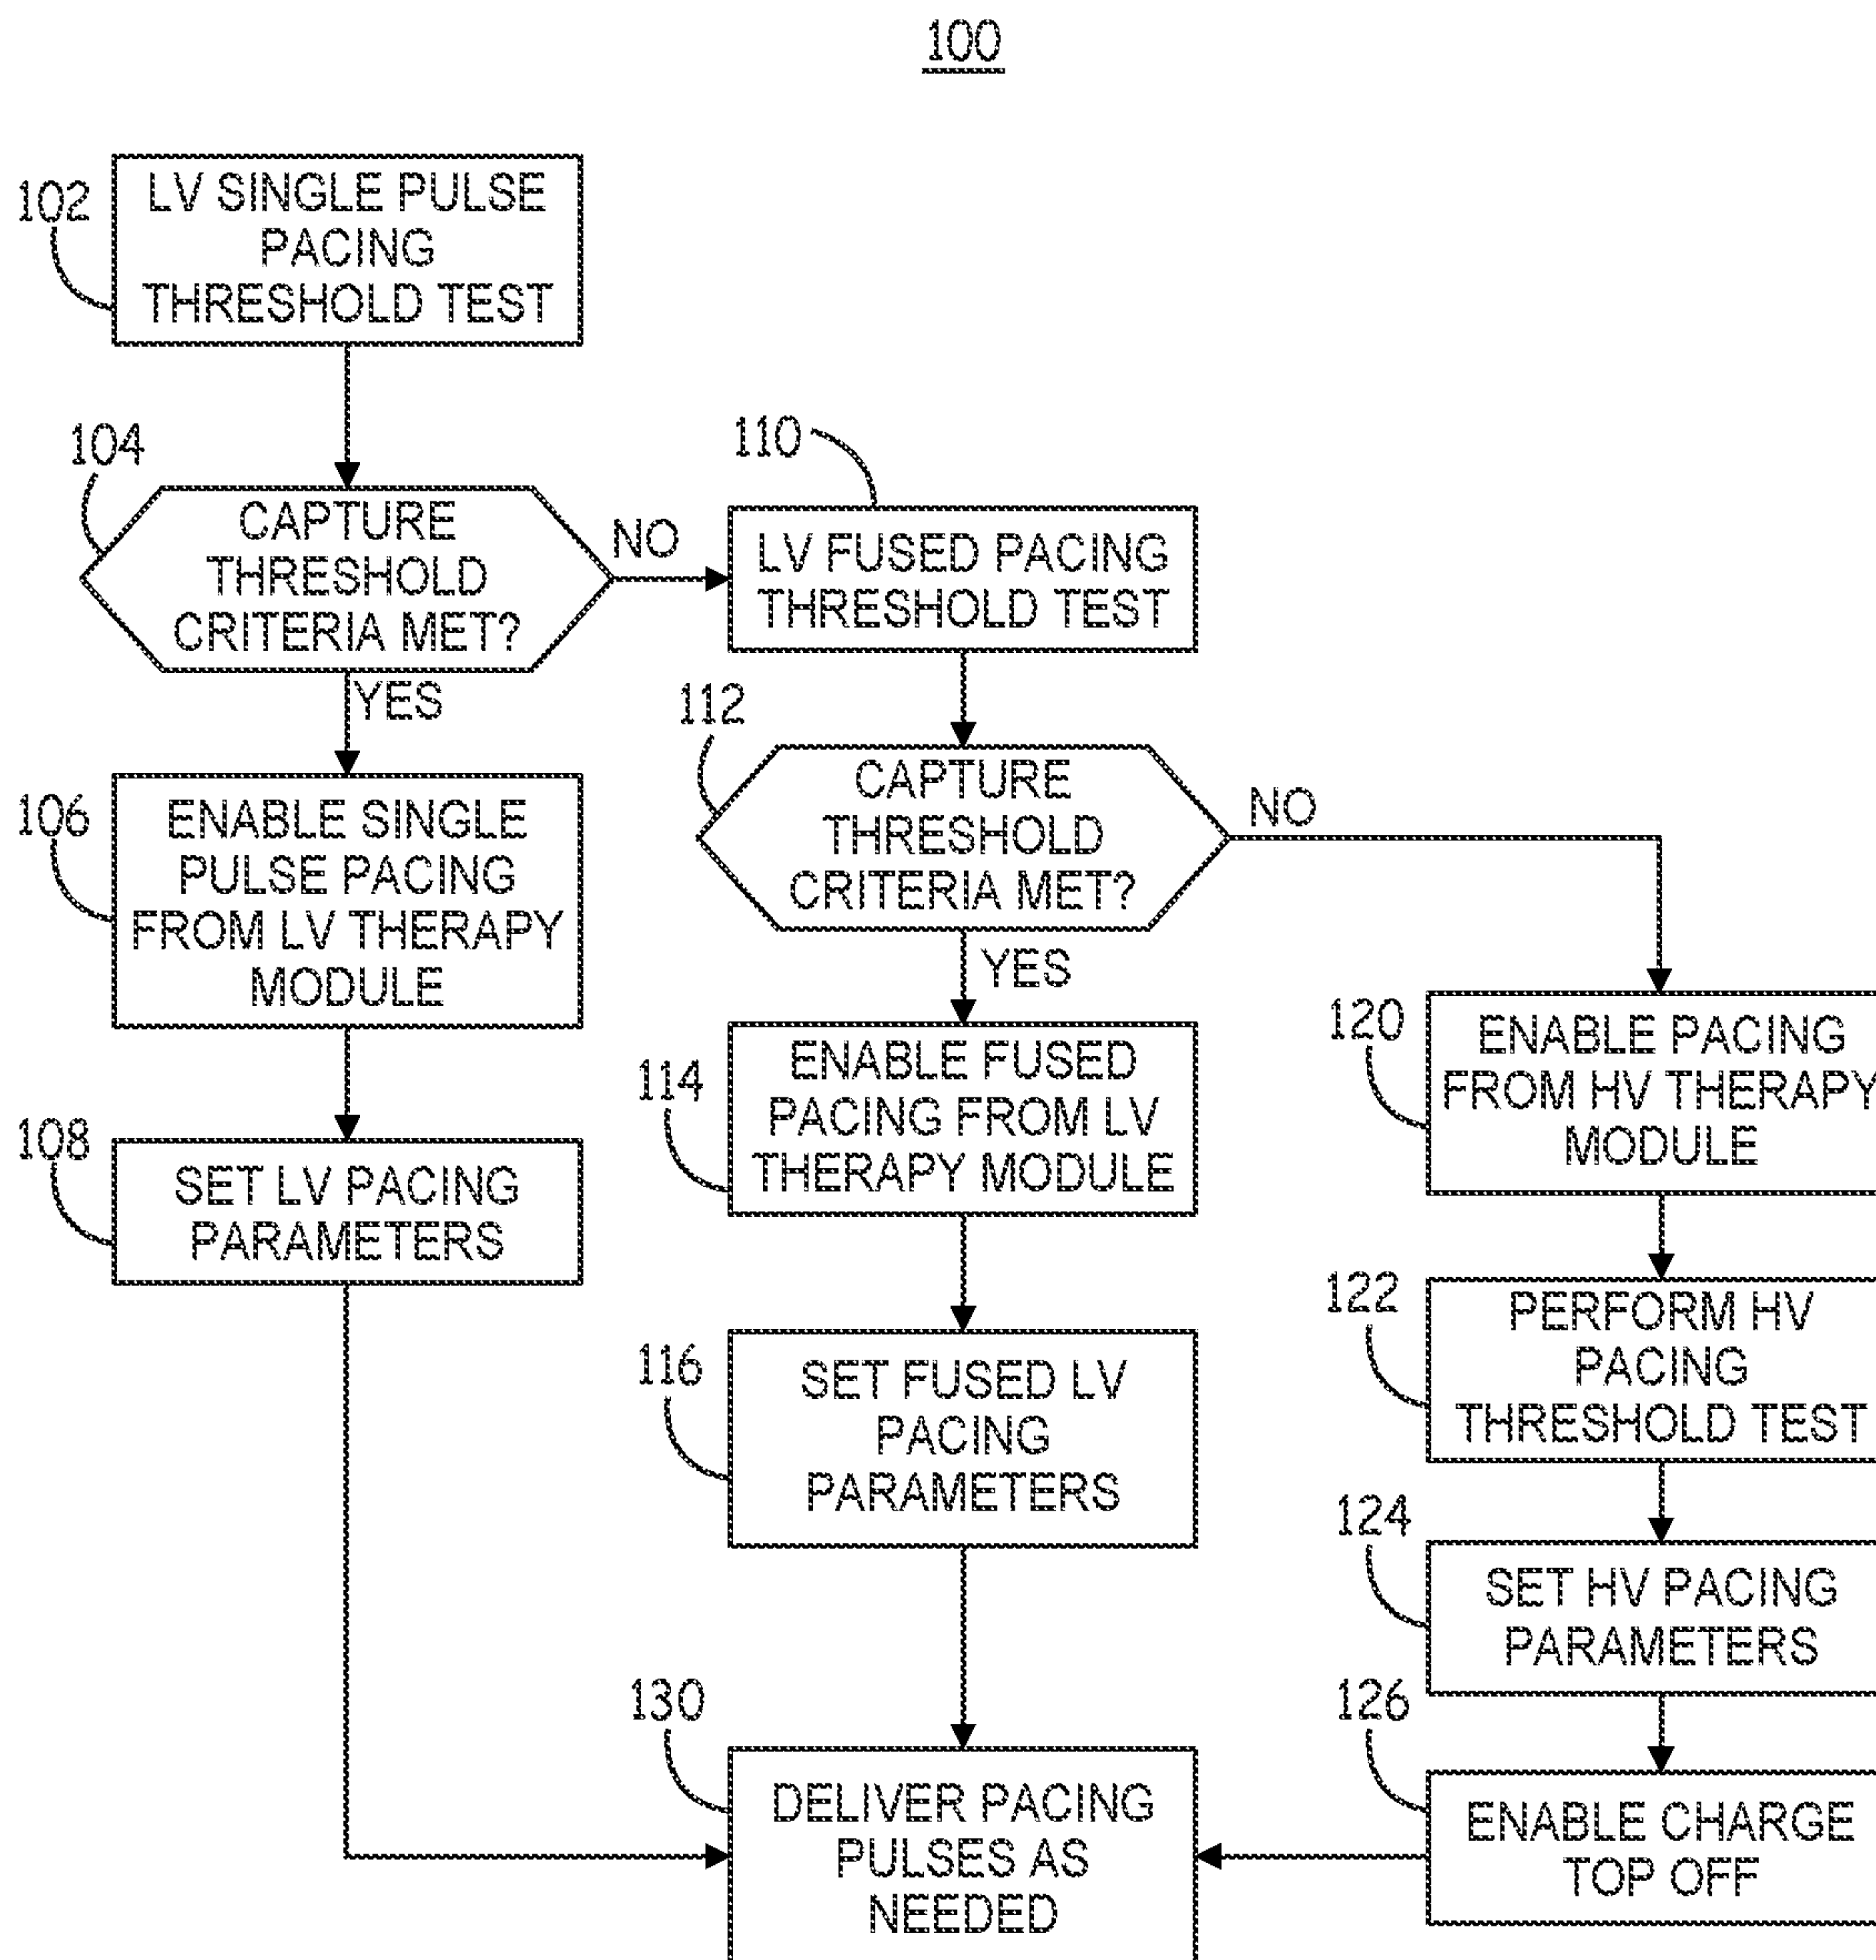 100
102
LV SINGLE PULSE
PACING
THRESHOLD TEST
104
CAPTURE
THRESHOLD
CRITERIA MET?
NO
YES
106
ENABLE SINGLE
PULSE PACING
FROM LV THERAPY
MODULE
108
SET LV PACING
PARAMETERS
110
LV FUSED PACING
THRESHOLD TEST
112
CAPTURE
THRESHOLD
CRITERIA MET?
NO
YES
114
ENABLE FUSED
PACING FROM LV
THERAPY MODULE
116
SET FUSED LV
PACING
PARAMETERS
120
ENABLE PACING
FROM HV THERAPY
MODULE
122
PERFORM HV
PACING
THRESHOLD TEST
124
SET HV PACING
PARAMETERS
126
ENABLE CHARGE
TOP OFF
130
DELIVER PACING
PULSES AS
NEEDED